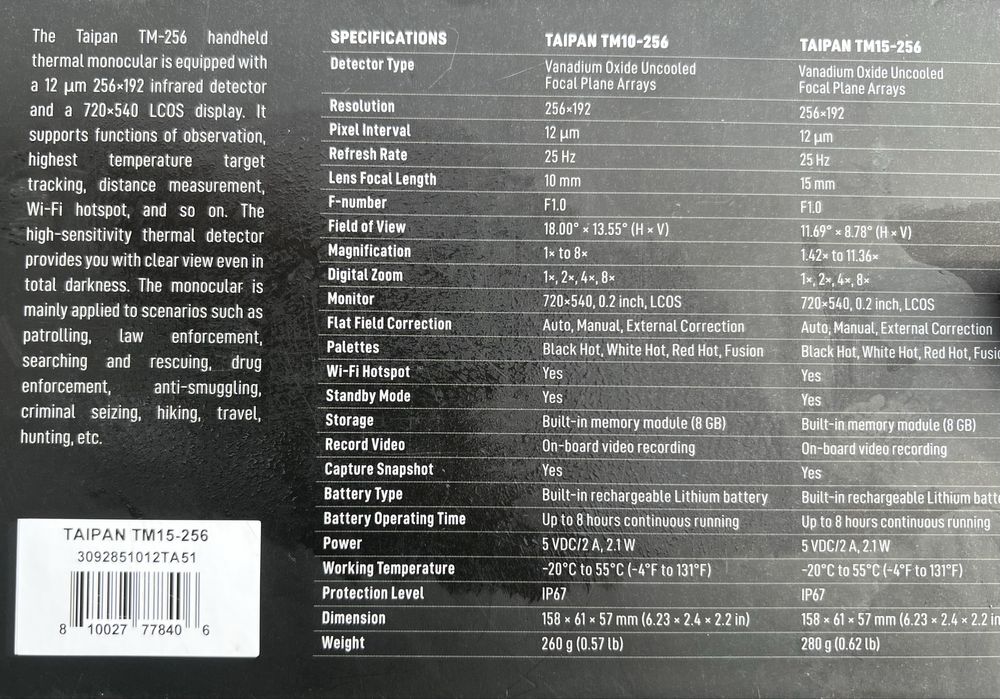 The Taipan TM-256 handheld
thermal monocular is equipped with
a 12 μm 256×192 infrared detector
and a 720×540 LCOS display. It
supports functions of observation,
highest temperature target
tracking, distance measurement,
Wi-Fi hotspot, and so on. The
high-sensitivity thermal detector
provides you with clear view even in
total darkness. The monocular is
mainly applied to scenarios such as
patrolling, law enforcement,
searching and rescuing, drug
enforcement, anti-smuggling,
criminal seizing, hiking, travel,
hunting, etc.
TAIPAN TM15-256
3092851012TA51
8 10027 77840 6
SPECIFICATIONS TAIPAN TM10-256 TAIPAN TM15-256
Detector Type Vanadium Oxide Uncooled Vanadium Oxide Uncooled
Focal Plane Arrays Focal Plane Arrays
Resolution 256×192 256×192
Pixel Interval 12 μm 12 μm
Refresh Rate 25 Hz 25 Hz
Lens Focal Length 10 mm 15 mm
F-number F1.0 F1.0
Field of View 18.00° × 13.55° (H × V) 11.69° × 8.78° (H × V)
Magnification 1× to 8× 1.42× to 11.36×
Digital Zoom 1×, 2×, 4×, 8× 1×, 2×, 4×, 8×
Monitor 720×540, 0.2 inch, LCOS 720×540, 0.2 inch, LCOS
Flat Field Correction Auto, Manual, External Correction Auto, Manual, External Correction
Palettes Black Hot, White Hot, Red Hot, Fusion Black Hot, White Hot, Red Hot, Fusio
Wi-Fi Hotspot Yes Yes
Standby Mode Yes Yes
Storage Built-in memory module (8 GB) Built-in memory module (8 GB)
Record Video On-board video recording On-board video recording
Capture Snapshot Yes Yes
Battery Type Built-in rechargeable Lithium battery Built-in rechargeable Lithium batt
Battery Operating Time Up to 8 hours continuous running Up to 8 hours continuous running
Power 5 VDC/2 A, 2.1 W 5 VDC/2 A, 2.1 W
Working Temperature -20°C to 55°C (-4°F to 131°F) -20°C to 55°C (-4°F to 131°F)
Protection Level IP67 IP67
Dimension 158 × 61 × 57 mm (6.23 × 2.4 × 2.2 in) 158 × 61 × 57 mm (6.23 × 2.4 × 2.2 in
Weight 260 g (0.57 lb) 280 g (0.62 lb)